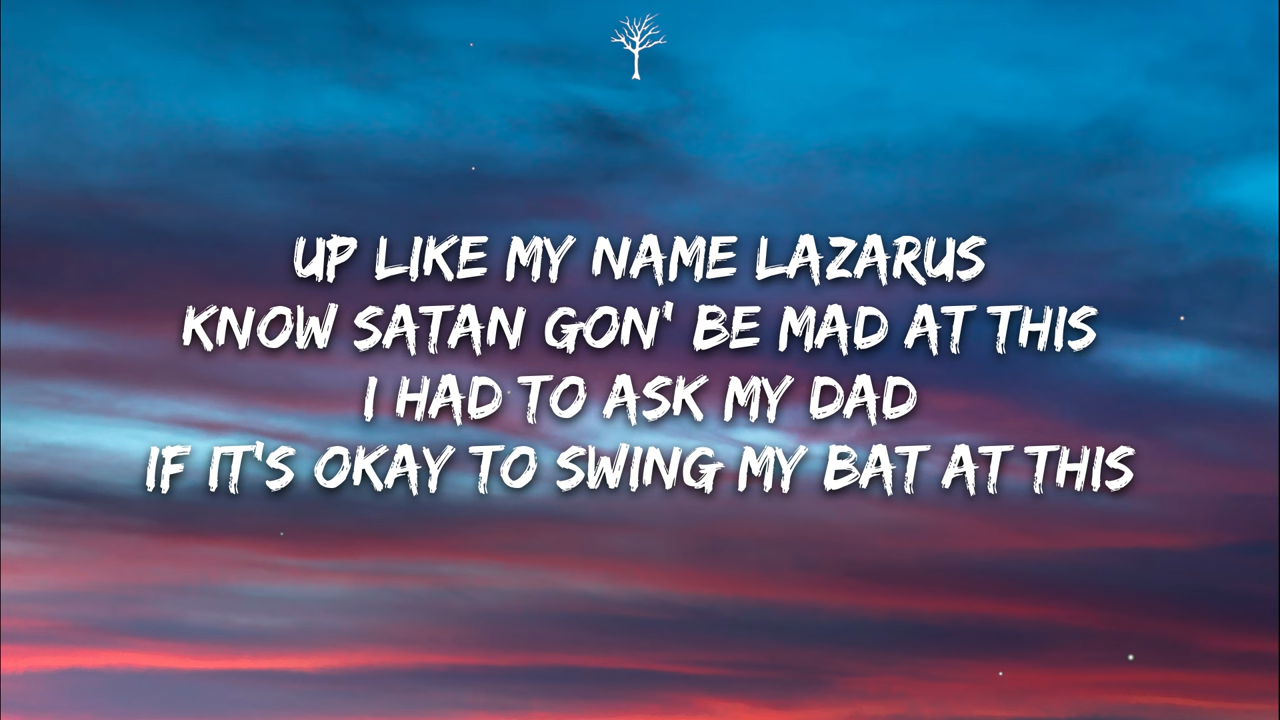 UP LIKE MY NAME LAZARUS
KNOW SATAN GON' BE MAD AT THIS
I HAD TO ASK MY DAD
IF IT'S OKAY TO SWING MY BAT AT THIS